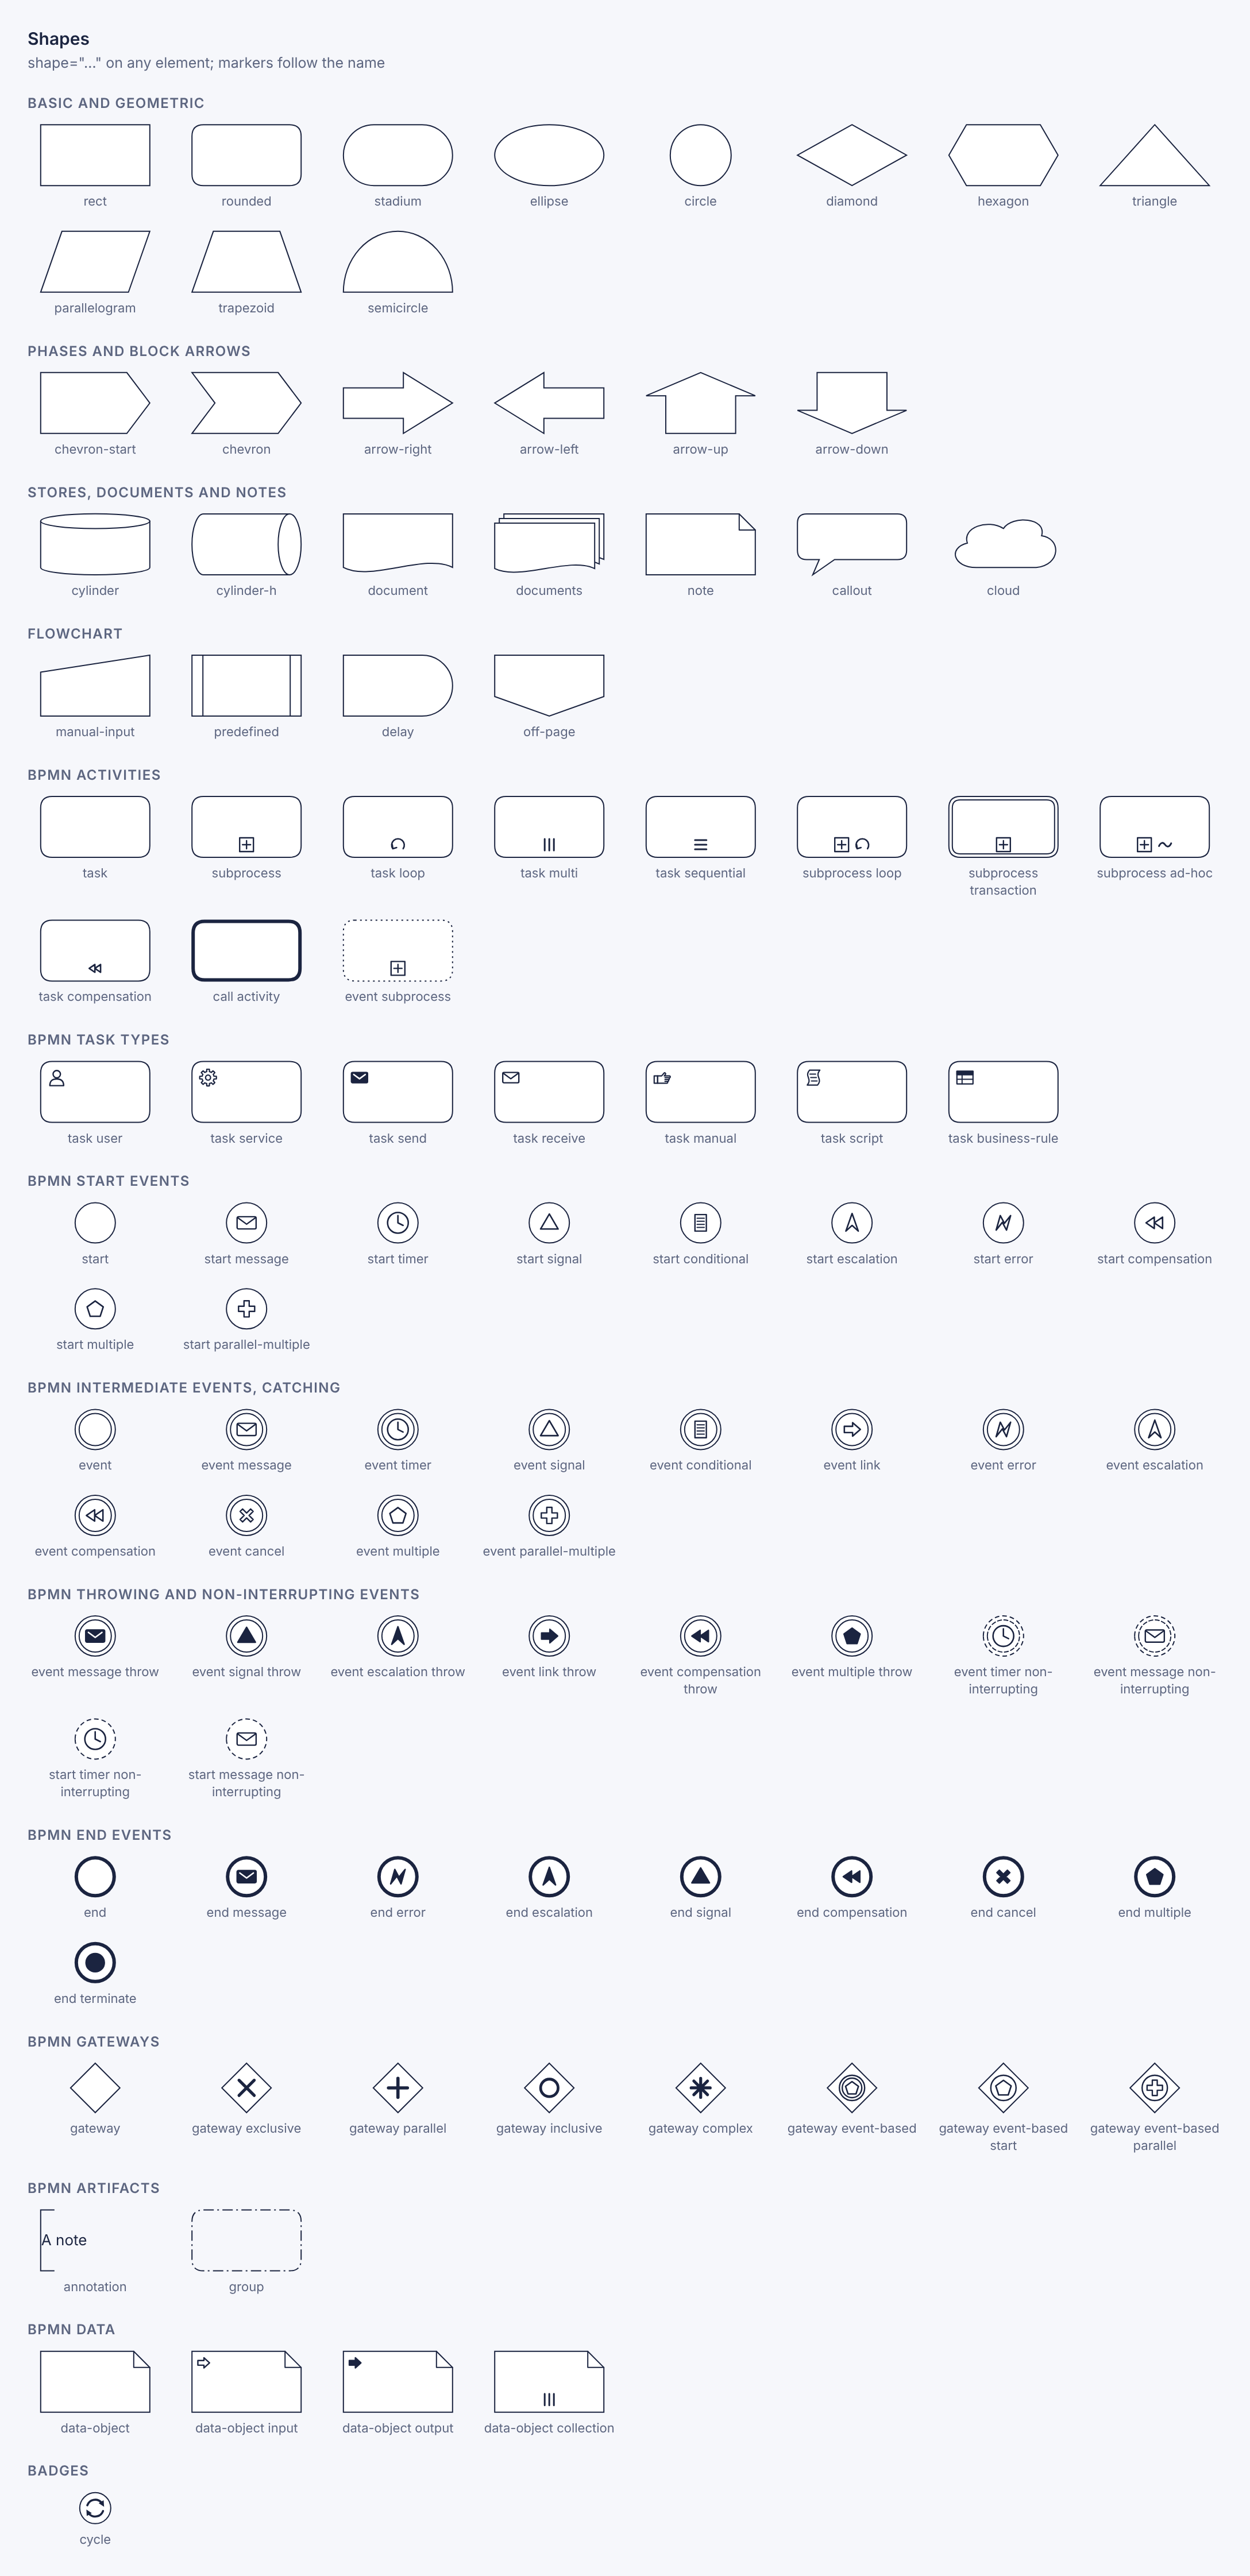 Shapes
shape="..." on any element; markers follow the name
BASIC AND GEOMETRIC
rect rounded stadium ellipse circle diamond hexagon triangle
parallelogram trapezoid semicircle
PHASES AND BLOCK ARROWS
chevron-start chevron arrow-right arrow-left arrow-up arrow-down
STORES, DOCUMENTS AND NOTES
cylinder cylinder-h document documents note callout cloud
FLOWCHART
manual-input predefined delay off-page
BPMN ACTIVITIES
task subprocess task loop task multi task sequential subprocess loop subprocess transaction subprocess ad-hoc
task compensation call activity event subprocess
BPMN TASK TYPES
task user task service task send task receive task manual task script task business-rule
BPMN START EVENTS
start start message start timer start signal start conditional start escalation start error start compensation
start multiple start parallel-multiple
BPMN INTERMEDIATE EVENTS, CATCHING
event event message event timer event signal event conditional event link event error event escalation
event compensation event cancel event multiple event parallel-multiple
BPMN THROWING AND NON-INTERRUPTING EVENTS
event message throw event signal throw event escalation throw event link throw event compensation throw event multiple throw event timer non-interrupting event message non-interrupting
start timer non-interrupting start message non-interrupting
BPMN END EVENTS
end end message end error end escalation end signal end compensation end cancel end multiple
end terminate
BPMN GATEWAYS
gateway gateway exclusive gateway parallel gateway inclusive gateway complex gateway event-based gateway event-based start gateway event-based parallel
BPMN ARTIFACTS
A note
annotation group
BPMN DATA
data-object data-object input data-object output data-object collection
BADGES
cycle